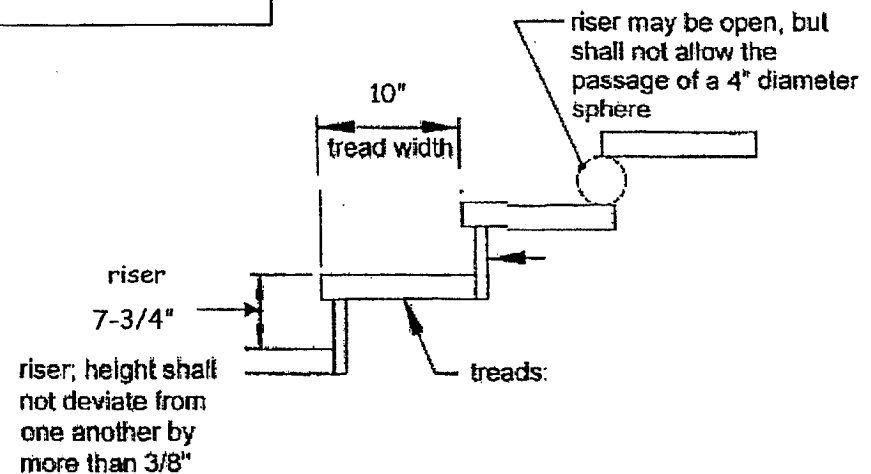 riser may be open, but
shall not allow the
passage of a 4" diameter
sphere
10"
tread width
riser
7-3/4"
riser; height shall
not deviate from
one another by
more than 3/8"
treads: